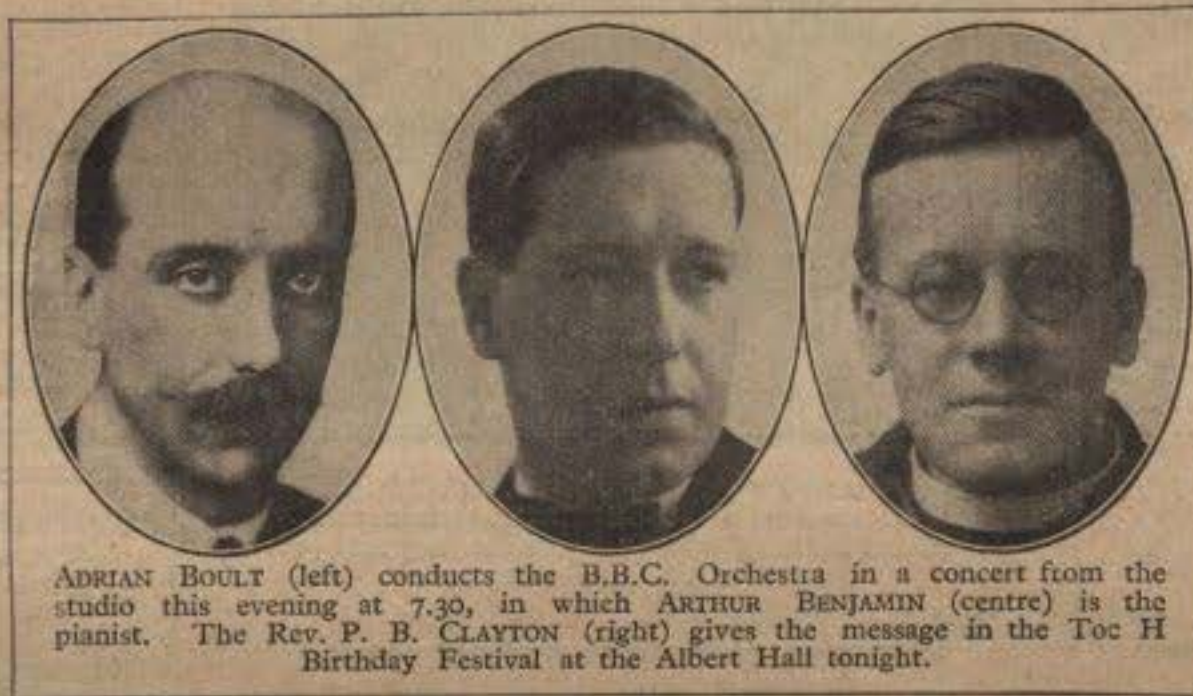 ADRIAN BOULT (left) conducts the B.B.C. Orchestra in a concert from the
studio this evening at 7.30, in which ARTHUR BENJAMIN (centre) is the
pianist. The Rev. P. B. CLAYTON (right) gives the message in the Toc H
Birthday Festival at the Albert Hall tonight.